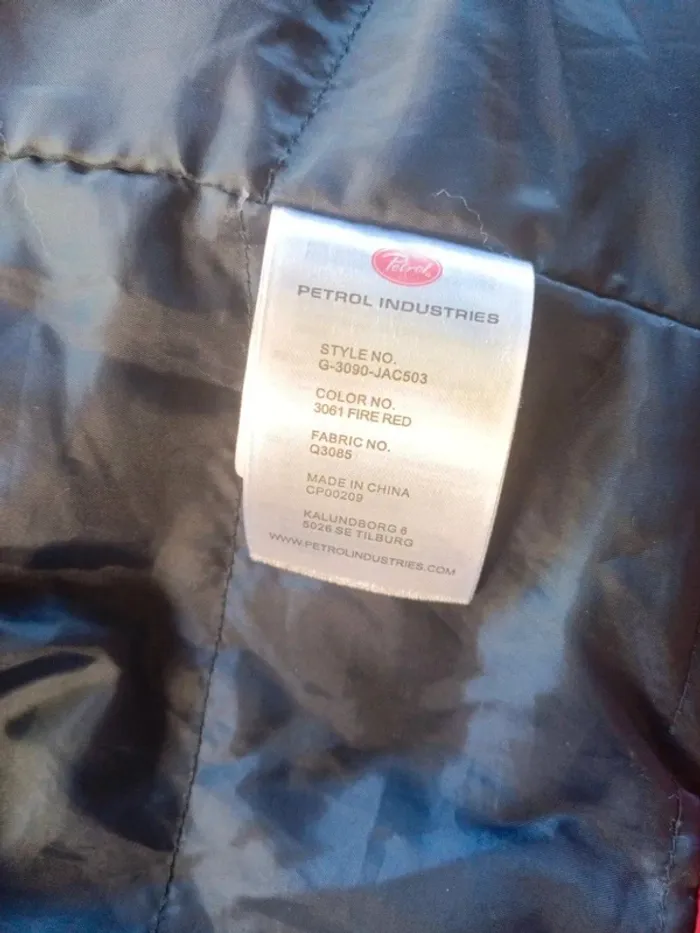 Petrol
PETROL INDUSTRIES
STYLE NO.
G-3090-JAC503
COLOR NO.
3061 FIRE RED
FABRIC NO.
Q3085
MADE IN CHINA
CP00209
KALUNDBORG 6
5026 SE TILBURG
WWW.PETROLINDUSTRIES.COM